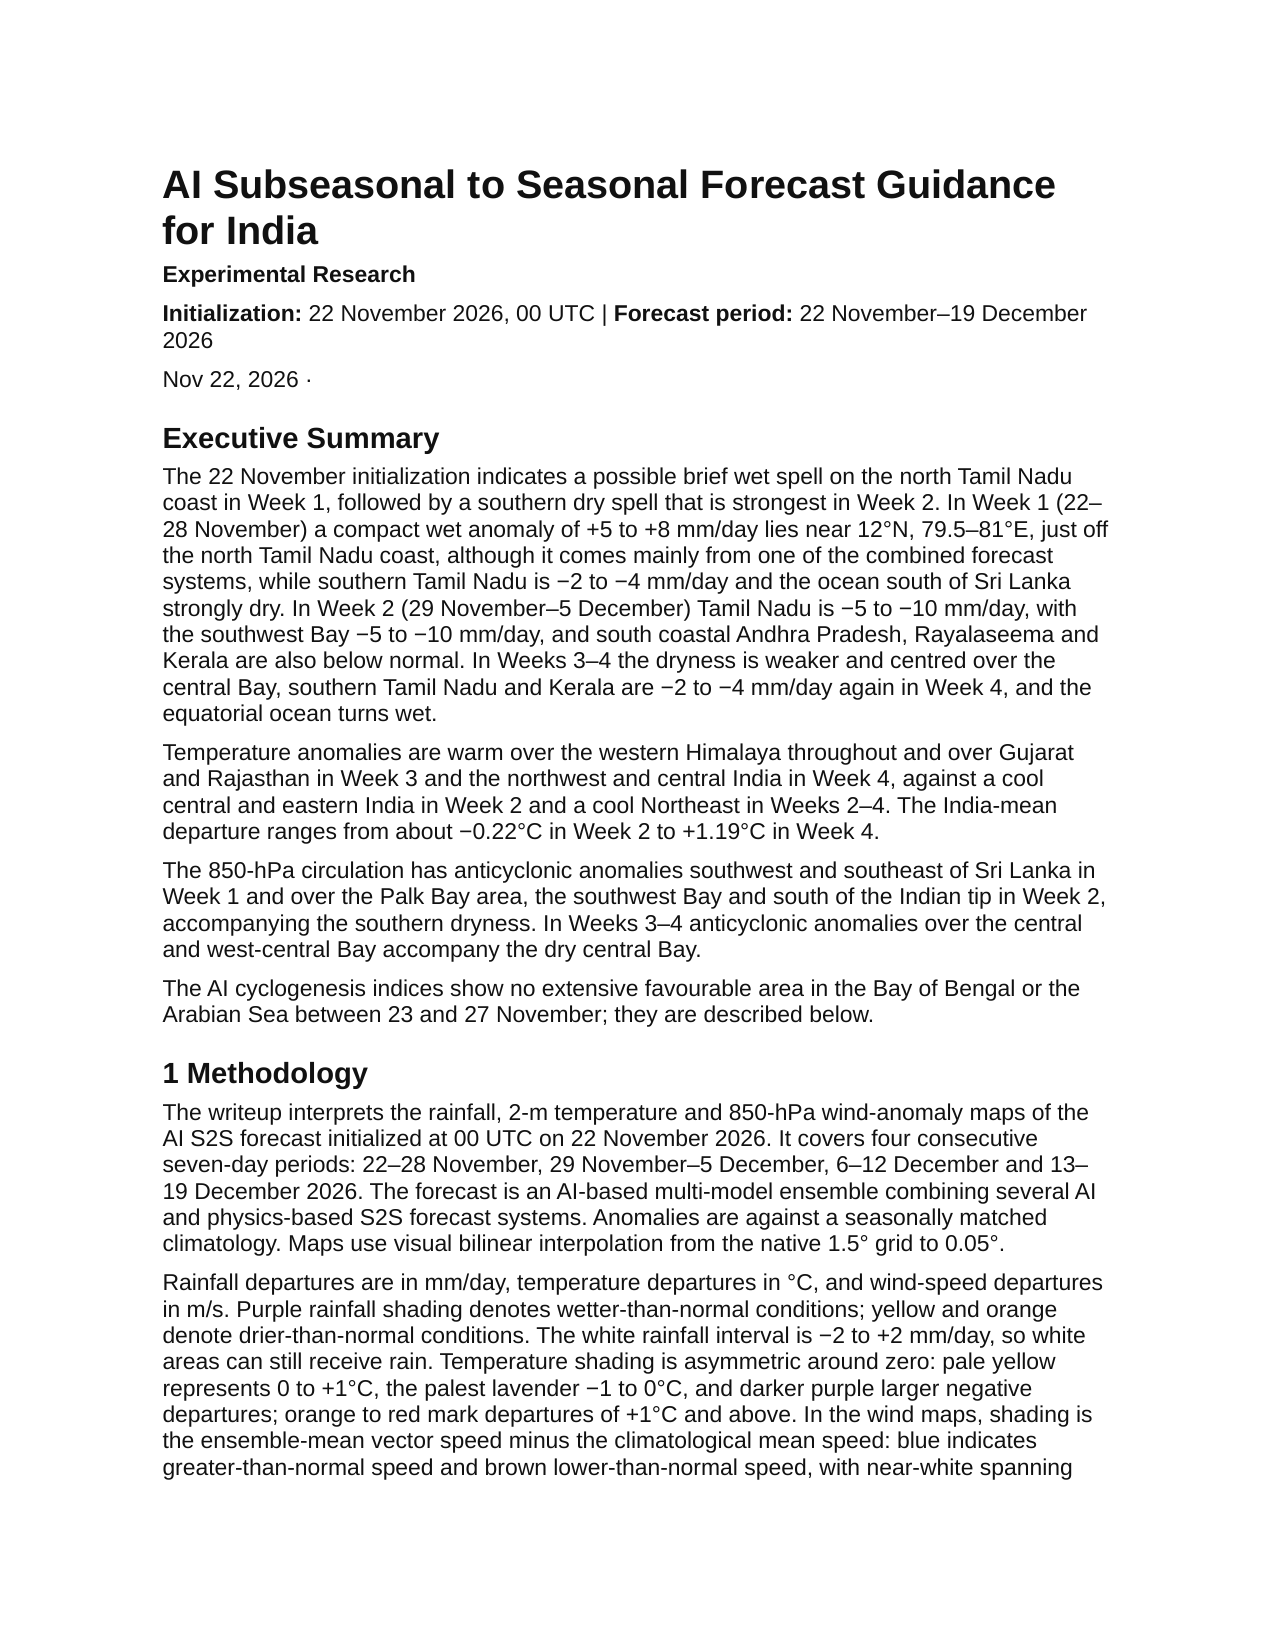 AI Subseasonal to Seasonal Forecast Guidance
for India
Experimental Research
Initialization: 22 November 2026, 00 UTC | Forecast period: 22 November–19 December
2026
Nov 22, 2026 ·
Executive Summary
The 22 November initialization indicates a possible brief wet spell on the north Tamil Nadu
coast in Week 1, followed by a southern dry spell that is strongest in Week 2. In Week 1 (22–
28 November) a compact wet anomaly of +5 to +8 mm/day lies near 12°N, 79.5–81°E, just off
the north Tamil Nadu coast, although it comes mainly from one of the combined forecast
systems, while southern Tamil Nadu is −2 to −4 mm/day and the ocean south of Sri Lanka
strongly dry. In Week 2 (29 November–5 December) Tamil Nadu is −5 to −10 mm/day, with
the southwest Bay −5 to −10 mm/day, and south coastal Andhra Pradesh, Rayalaseema and
Kerala are also below normal. In Weeks 3–4 the dryness is weaker and centred over the
central Bay, southern Tamil Nadu and Kerala are −2 to −4 mm/day again in Week 4, and the
equatorial ocean turns wet.
Temperature anomalies are warm over the western Himalaya throughout and over Gujarat
and Rajasthan in Week 3 and the northwest and central India in Week 4, against a cool
central and eastern India in Week 2 and a cool Northeast in Weeks 2–4. The India-mean
departure ranges from about −0.22°C in Week 2 to +1.19°C in Week 4.
The 850-hPa circulation has anticyclonic anomalies southwest and southeast of Sri Lanka in
Week 1 and over the Palk Bay area, the southwest Bay and south of the Indian tip in Week 2,
accompanying the southern dryness. In Weeks 3–4 anticyclonic anomalies over the central
and west-central Bay accompany the dry central Bay.
The AI cyclogenesis indices show no extensive favourable area in the Bay of Bengal or the
Arabian Sea between 23 and 27 November; they are described below.
1 Methodology
The writeup interprets the rainfall, 2-m temperature and 850-hPa wind-anomaly maps of the
AI S2S forecast initialized at 00 UTC on 22 November 2026. It covers four consecutive
seven-day periods: 22–28 November, 29 November–5 December, 6–12 December and 13–
19 December 2026. The forecast is an AI-based multi-model ensemble combining several AI
and physics-based S2S forecast systems. Anomalies are against a seasonally matched
climatology. Maps use visual bilinear interpolation from the native 1.5° grid to 0.05°.
Rainfall departures are in mm/day, temperature departures in °C, and wind-speed departures
in m/s. Purple rainfall shading denotes wetter-than-normal conditions; yellow and orange
denote drier-than-normal conditions. The white rainfall interval is −2 to +2 mm/day, so white
areas can still receive rain. Temperature shading is asymmetric around zero: pale yellow
represents 0 to +1°C, the palest lavender −1 to 0°C, and darker purple larger negative
departures; orange to red mark departures of +1°C and above. In the wind maps, shading is
the ensemble-mean vector speed minus the climatological mean speed: blue indicates
greater-than-normal speed and brown lower-than-normal speed, with near-white spanning